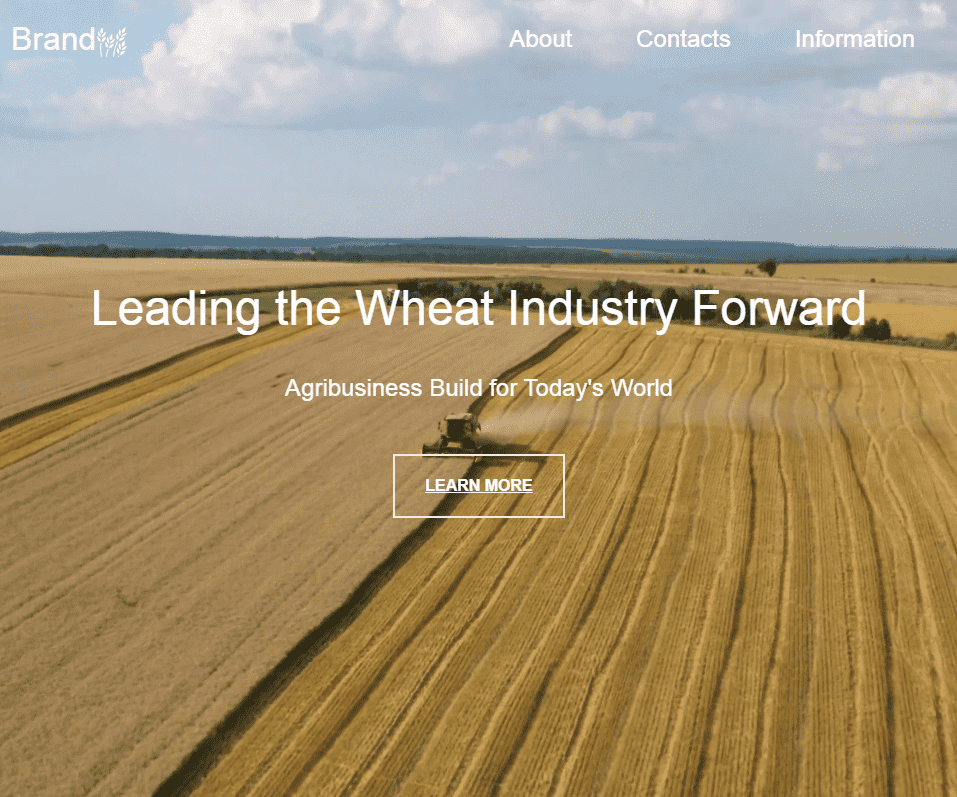 Brand
About Contacts Information
Leading the Wheat Industry Forward
Agribusiness Build for Today's World
LEARN MORE